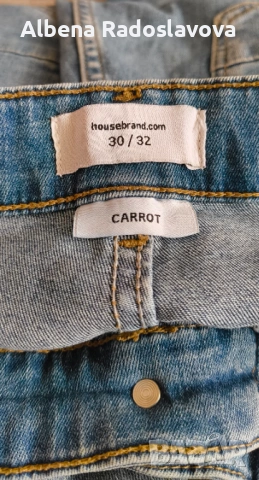 Albena Radoslavova
housebrand.com
30 / 32
CARROT